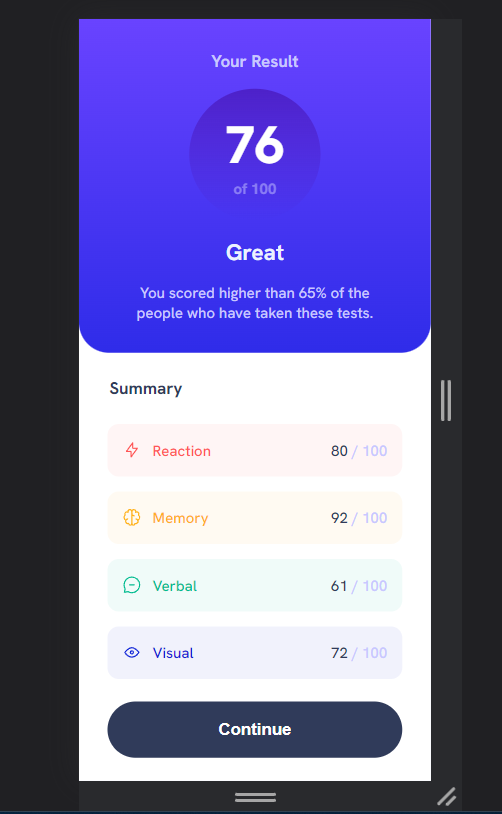 Your Result
76
of 100
Great
You scored higher than 65% of the
people who have taken these tests.
Summary
Reaction 80 / 100
Memory 92 / 100
Verbal 61 / 100
Visual 72 / 100
Continue